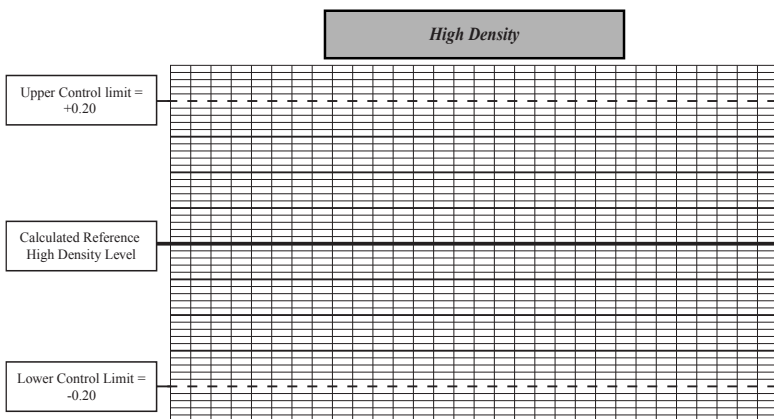 High Density
Upper Control limit =
+0.20
Calculated Reference
High Density Level
Lower Control Limit =
-0.20